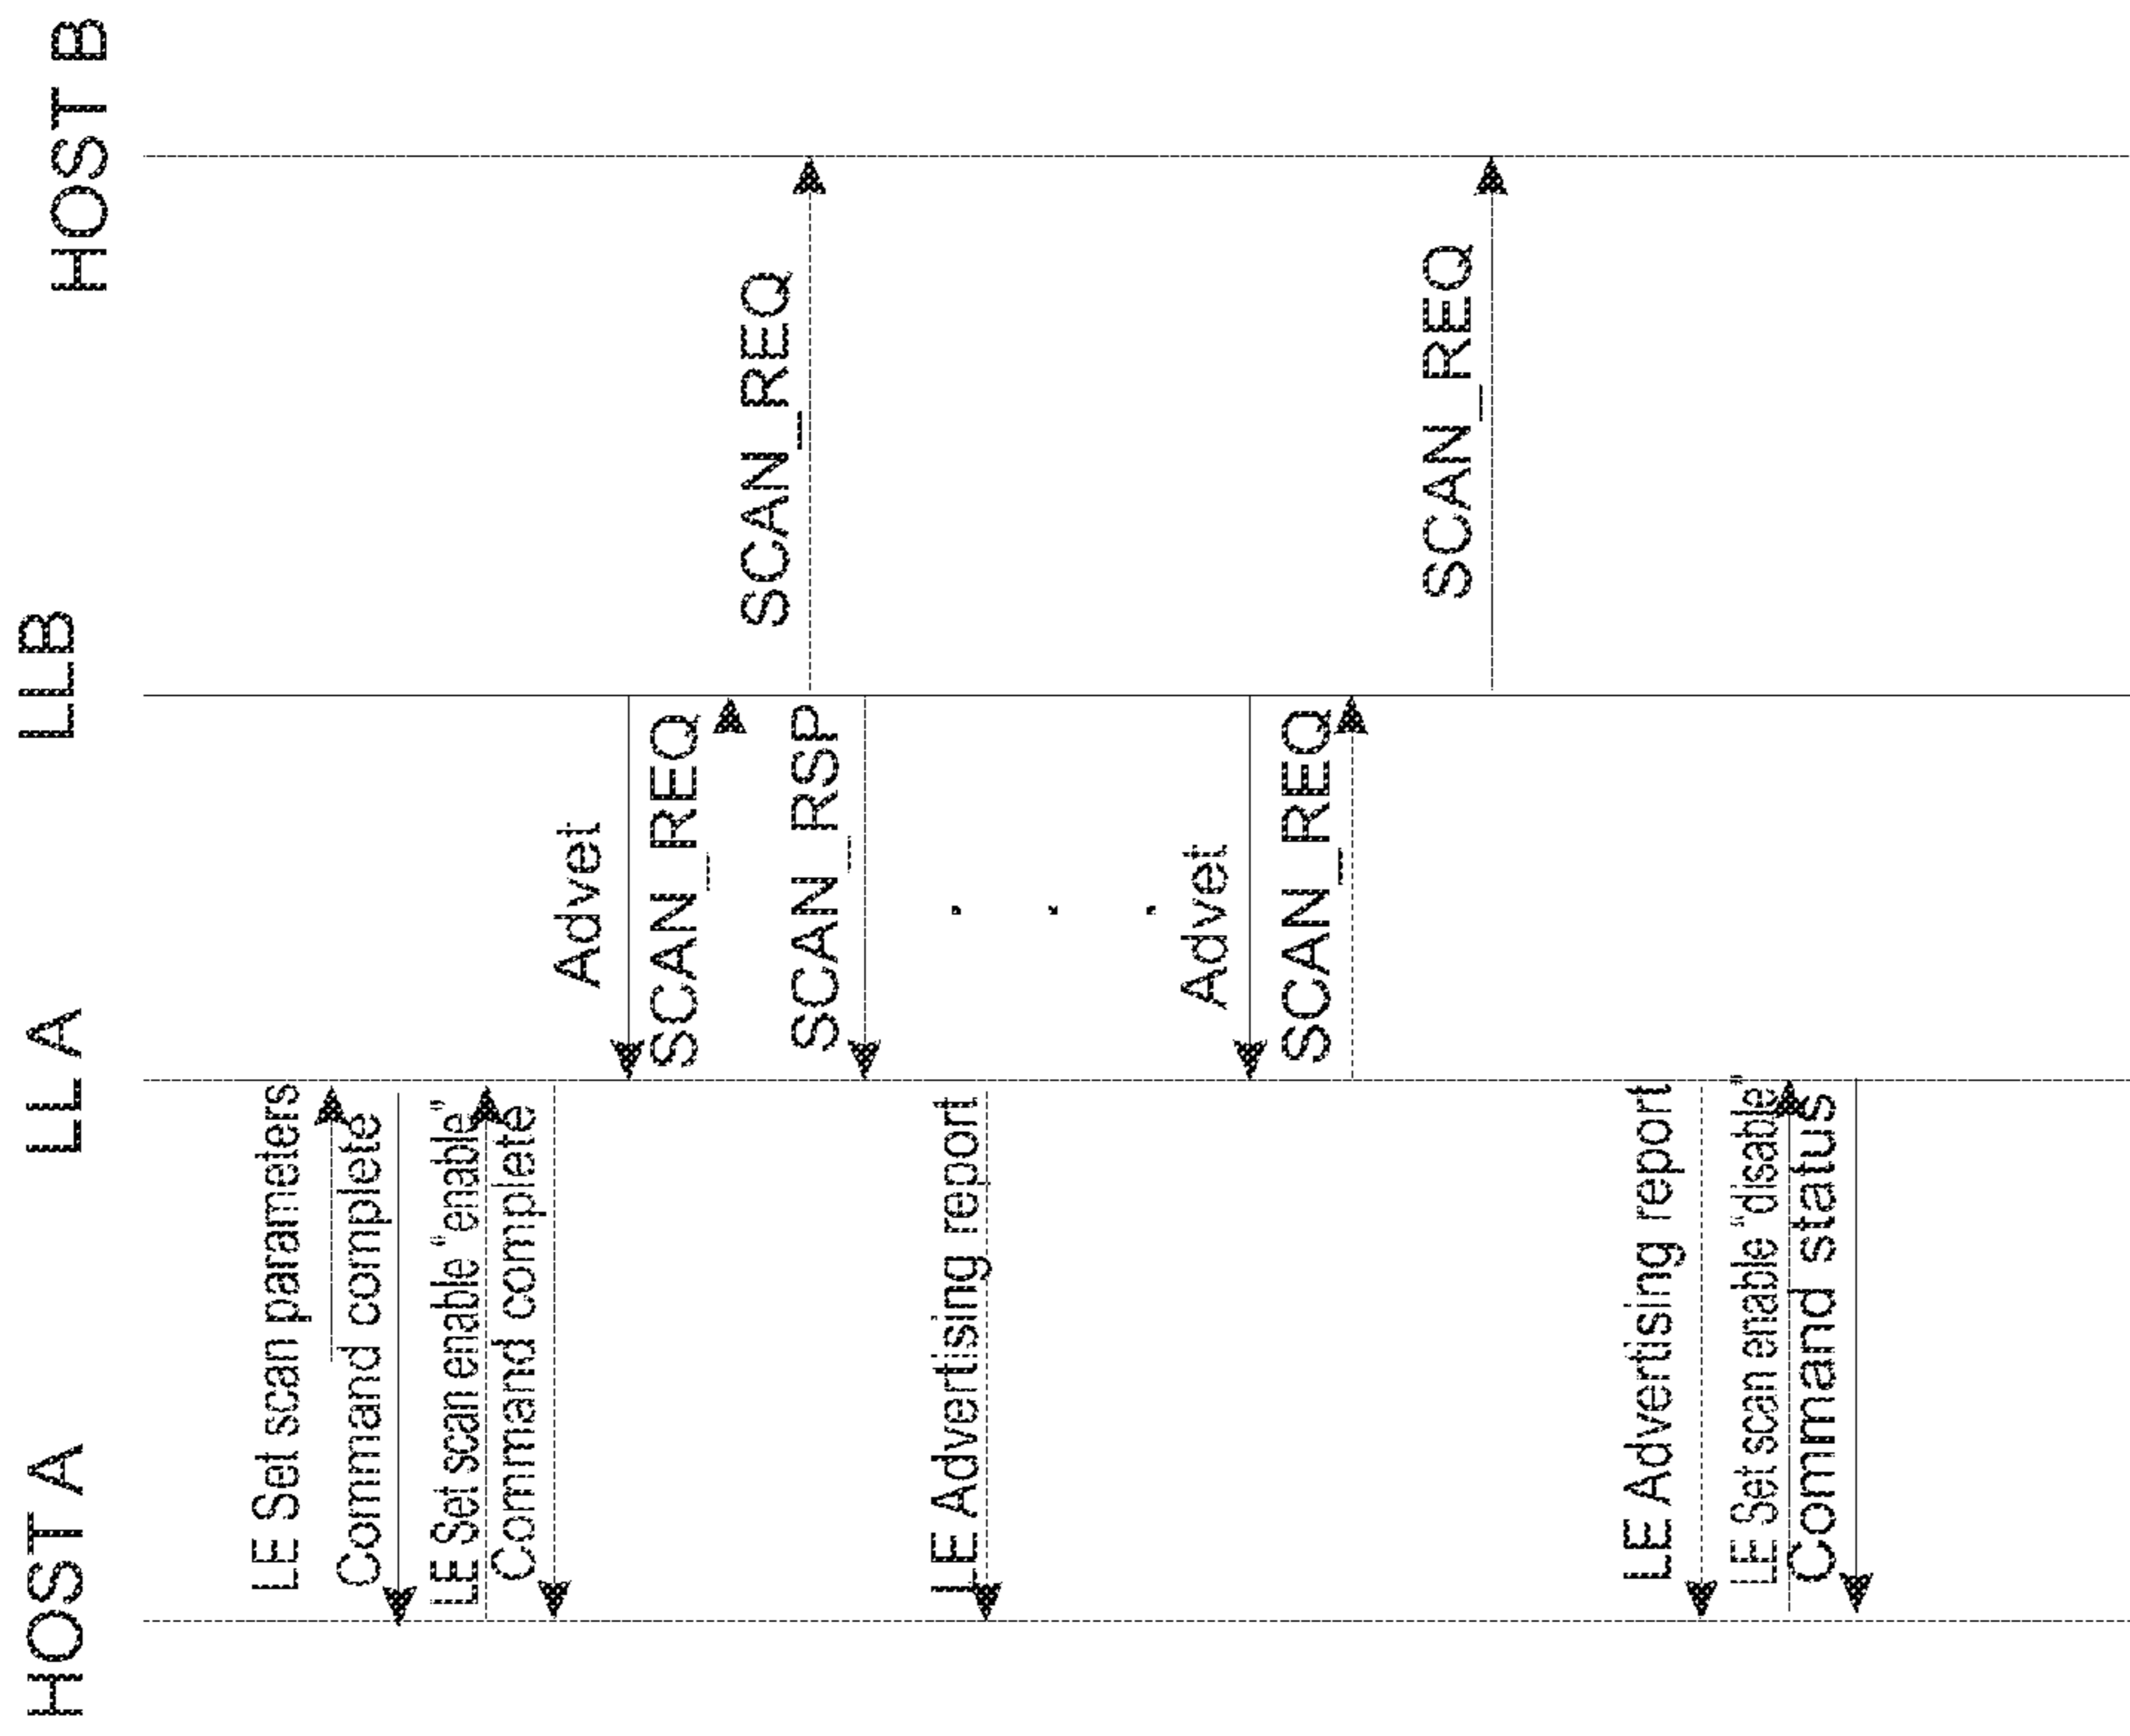 HOST A
LL A
LLB
HOST B
LE Set scan parameters
Command complete
LE Set scan enable “enable”
Command complete
Advet
SCAN_REQ
SCAN_REQ
SCAN_RSP
LE Advertising report
Advet
SCAN_REQ
SCAN_REQ
LE Advertising report
LE Set scan enable “disable”
Command status